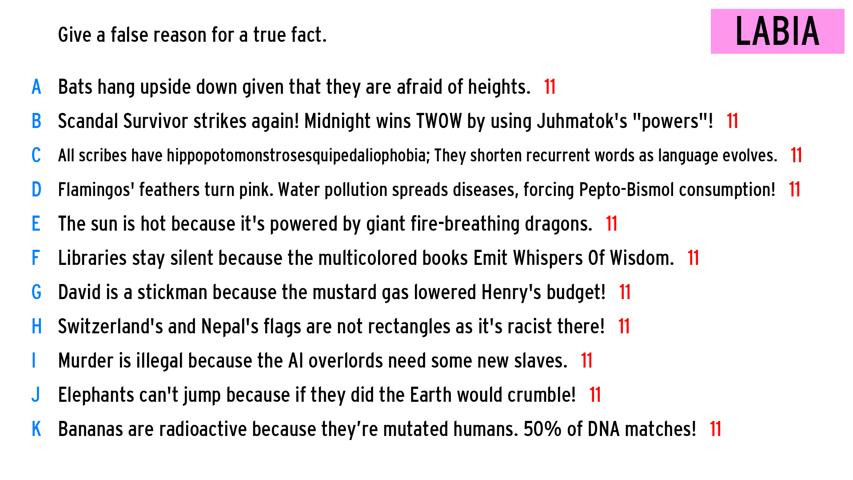 Give a false reason for a true fact.
LABIA
A Bats hang upside down given that they are afraid of heights. 11
B Scandal Survivor strikes again! Midnight wins TWOW by using Juhmatok's "powers"! 11
C All scribes have hippopotomonstrosesquipedaliophobia; They shorten recurrent words as language evolves. 11
D Flamingos' feathers turn pink. Water pollution spreads diseases, forcing Pepto-Bismol consumption! 11
E The sun is hot because it's powered by giant fire-breathing dragons. 11
F Libraries stay silent because the multicolored books Emit Whispers Of Wisdom. 11
G David is a stickman because the mustard gas lowered Henry's budget! 11
H Switzerland's and Nepal's flags are not rectangles as it's racist there! 11
I Murder is illegal because the AI overlords need some new slaves. 11
J Elephants can't jump because if they did the Earth would crumble! 11
K Bananas are radioactive because they’re mutated humans. 50% of DNA matches! 11